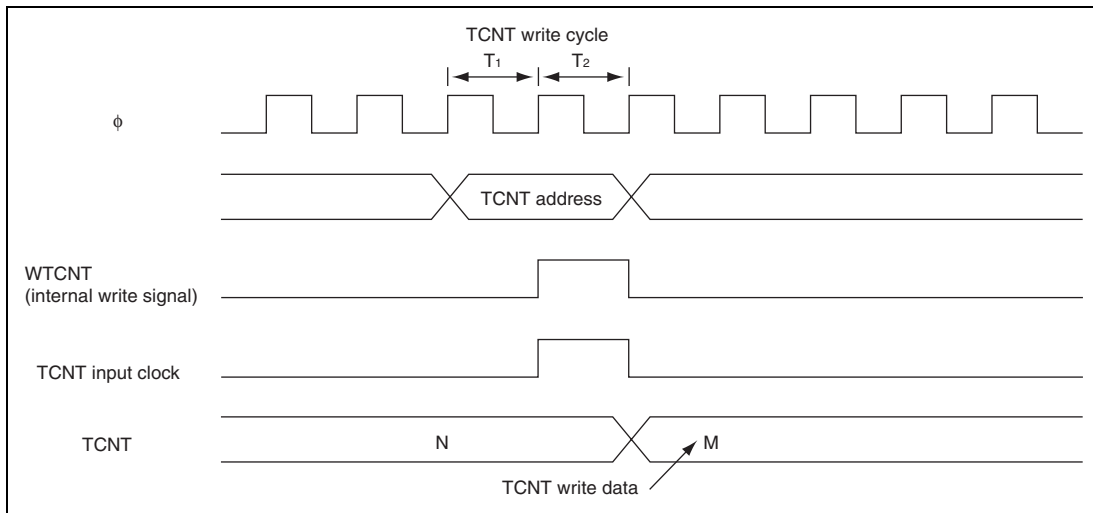 TCNT write cycle
T1 T2
ϕ
TCNT address
WTCNT
(internal write signal)
TCNT input clock
TCNT N M
TCNT write data